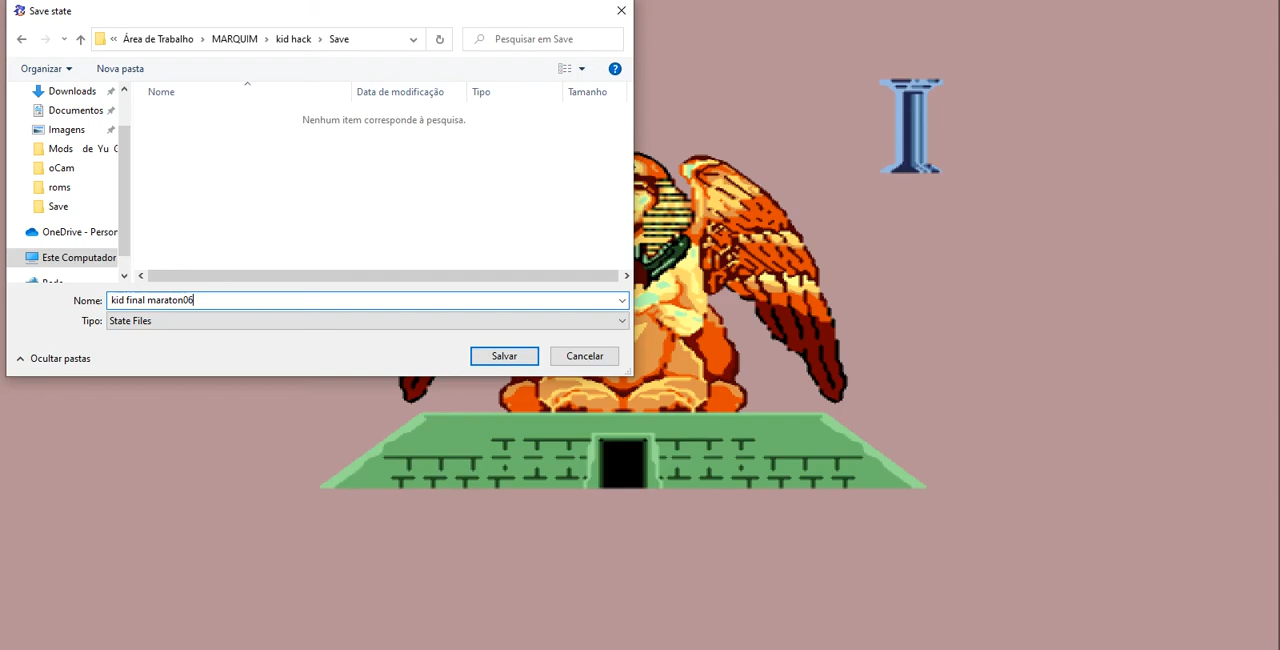 Save state
« Área de Trabalho > MARQUIM > kid hack > Save
Pesquisar em Save
Organizar
Nova pasta
?
Downloads
Documentos
Imagens
Mods de Yu
oCam
roms
Save
OneDrive - Person
Este Computador
Nome
Data de modificação
Tipo
Tamanho
Nenhum item corresponde à pesquisa.
Nome: kid final maraton06
Tipo: State Files
Ocultar pastas
Salvar
Cancelar
I